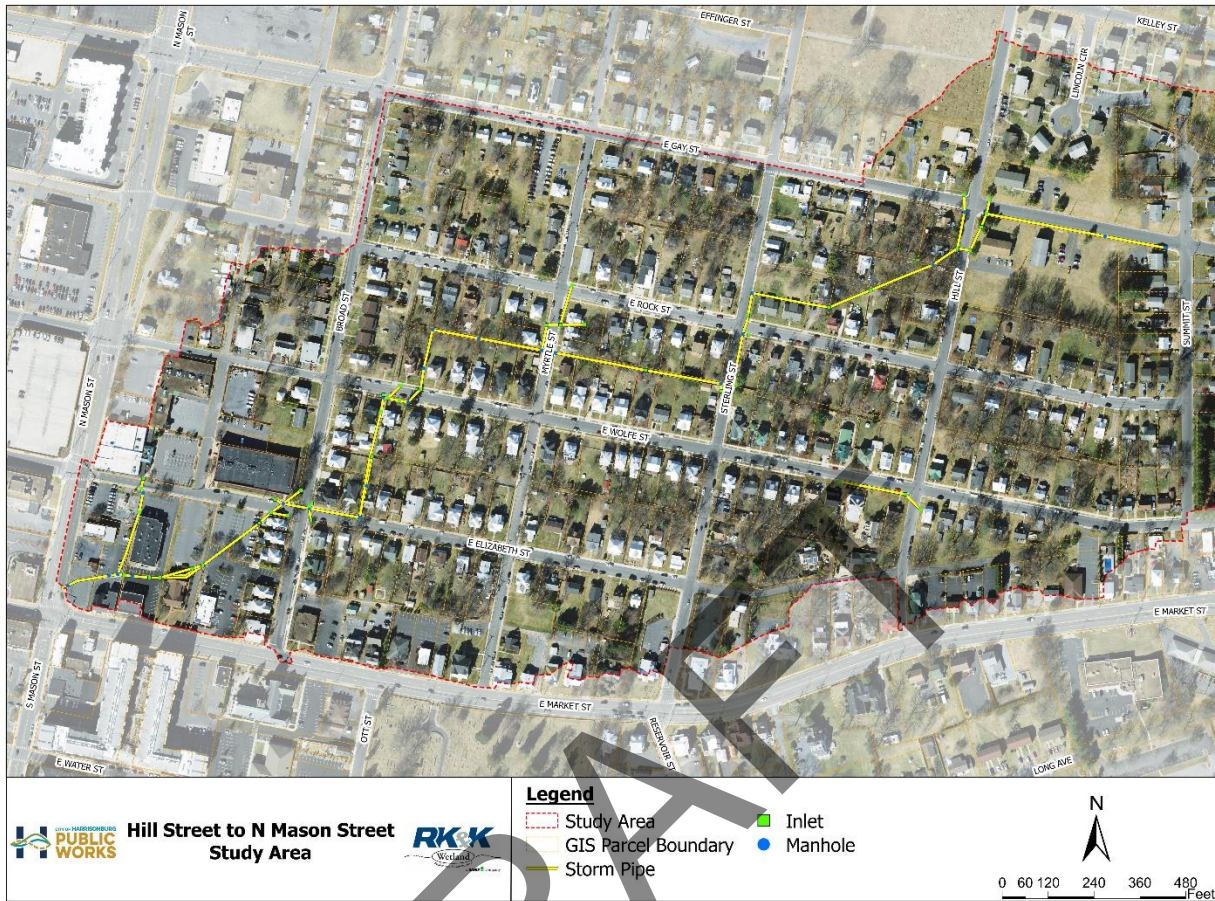 EFFINGER ST
KELLEY ST
N MASON
ST
LINCOLN CIR
E GAY ST
BROAD ST
E ROCK ST
HILL ST
SUMMIT ST
MYRTLE ST
STERLING ST
N MASON ST
E WOLFE ST
E ELIZABETH ST
E MARKET ST
S MASON ST
E MARKET ST
OTT ST
RESERVOIR ST
E WATER ST
LONG AVE
DRAFT
CITY OF HARRISONBURG
PUBLIC
WORKS
Hill Street to N Mason Street
Study Area
RK&K
Wetland
Legend
Study Area
GIS Parcel Boundary
Storm Pipe
Inlet
Manhole
N
0 60 120 240 360 480
Feet